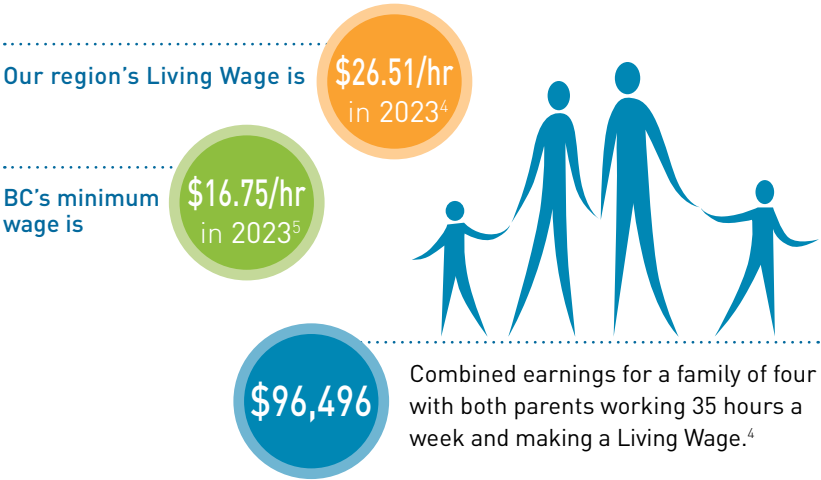 Our region's Living Wage is
$26.51/hr
in 2023⁴
BC's minimum
wage is
$16.75/hr
in 2023⁵
$96,496
Combined earnings for a family of four
with both parents working 35 hours a
week and making a Living Wage.⁴